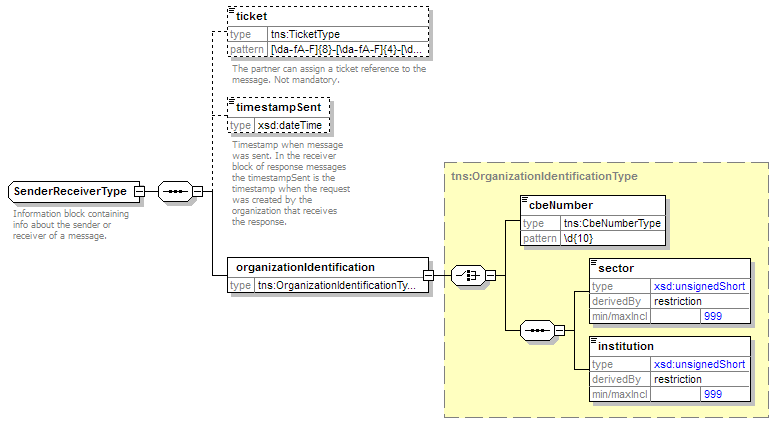 ticket
type tns:TicketType
pattern [\da-fA-F]{8}-[\da-fA-F]{4}-[\d...
The partner can assign a ticket reference to the
message. Not mandatory.
timestampSent
type xsd:dateTime
Timestamp when message
was sent. In the receiver
block of response messages
the timestampSent is the
timestamp when the request
was created by the
organization that receives
the response.
SenderReceiverType
Information block containing
info about the sender or
receiver of a message.
organizationIdentification
type tns:OrganizationIdentificationTy...
tns:OrganizationIdentificationType
cbeNumber
type tns:CbeNumberType
pattern \d{10}
sector
type xsd:unsignedShort
derivedBy restriction
min/maxIncl 999
institution
type xsd:unsignedShort
derivedBy restriction
min/maxIncl 999